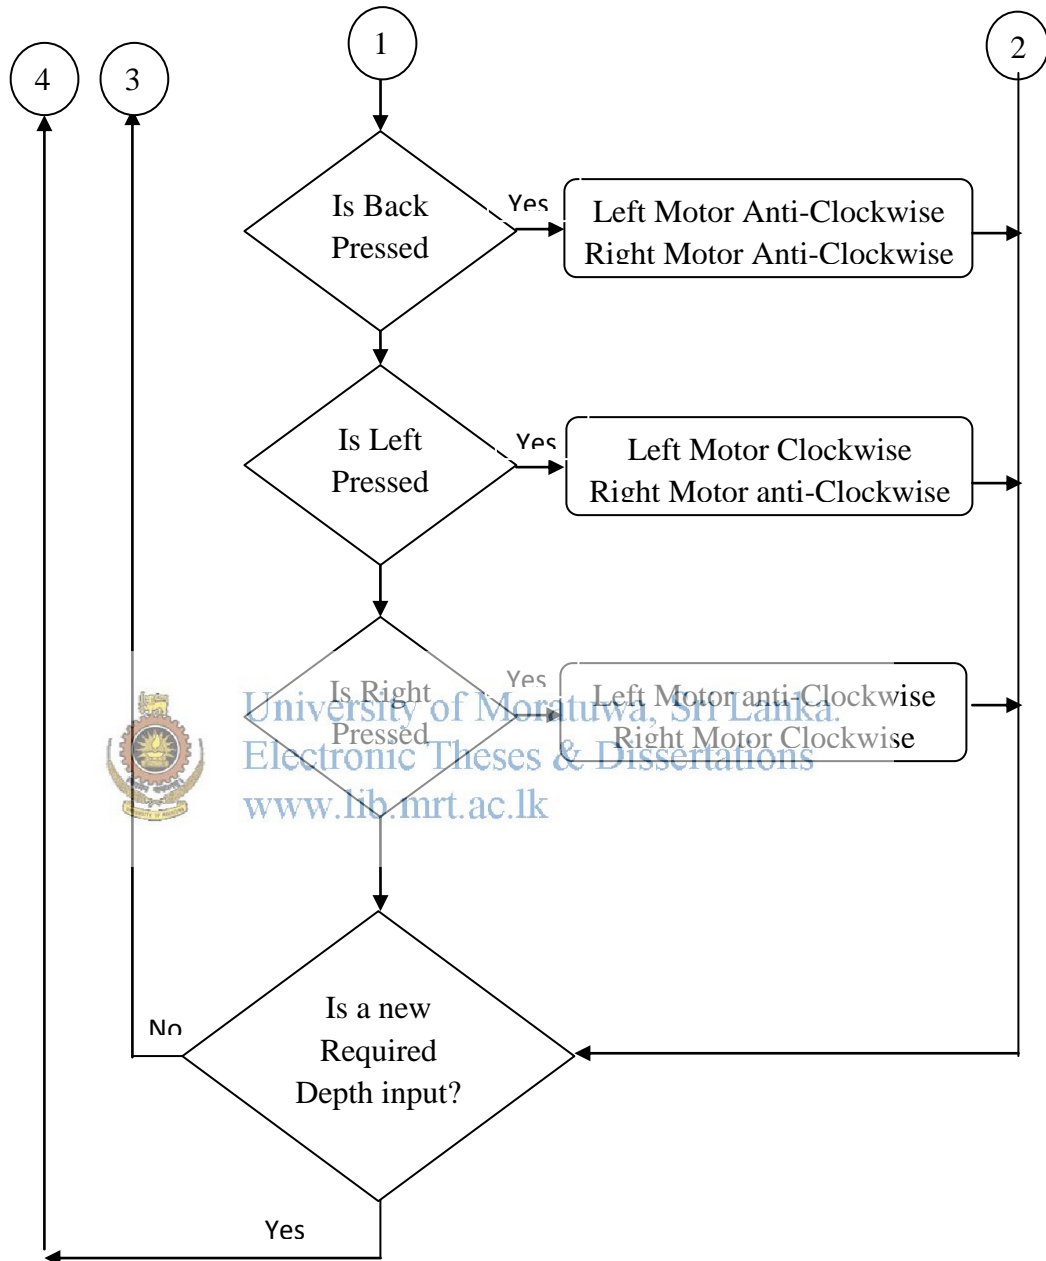 1
2
4
3
Is Back
Pressed
Yes
Left Motor Anti-Clockwise
Right Motor Anti-Clockwise
Is Left
Pressed
Yes
Left Motor Clockwise
Right Motor anti-Clockwise
Is Right
Pressed
Yes
Left Motor anti-Clockwise
Right Motor Clockwise
University of Moratuwa, Sri Lanka.
Electronic Theses & Dissertations
www.lib.mrt.ac.lk
Is a new
Required
Depth input?
No
Yes